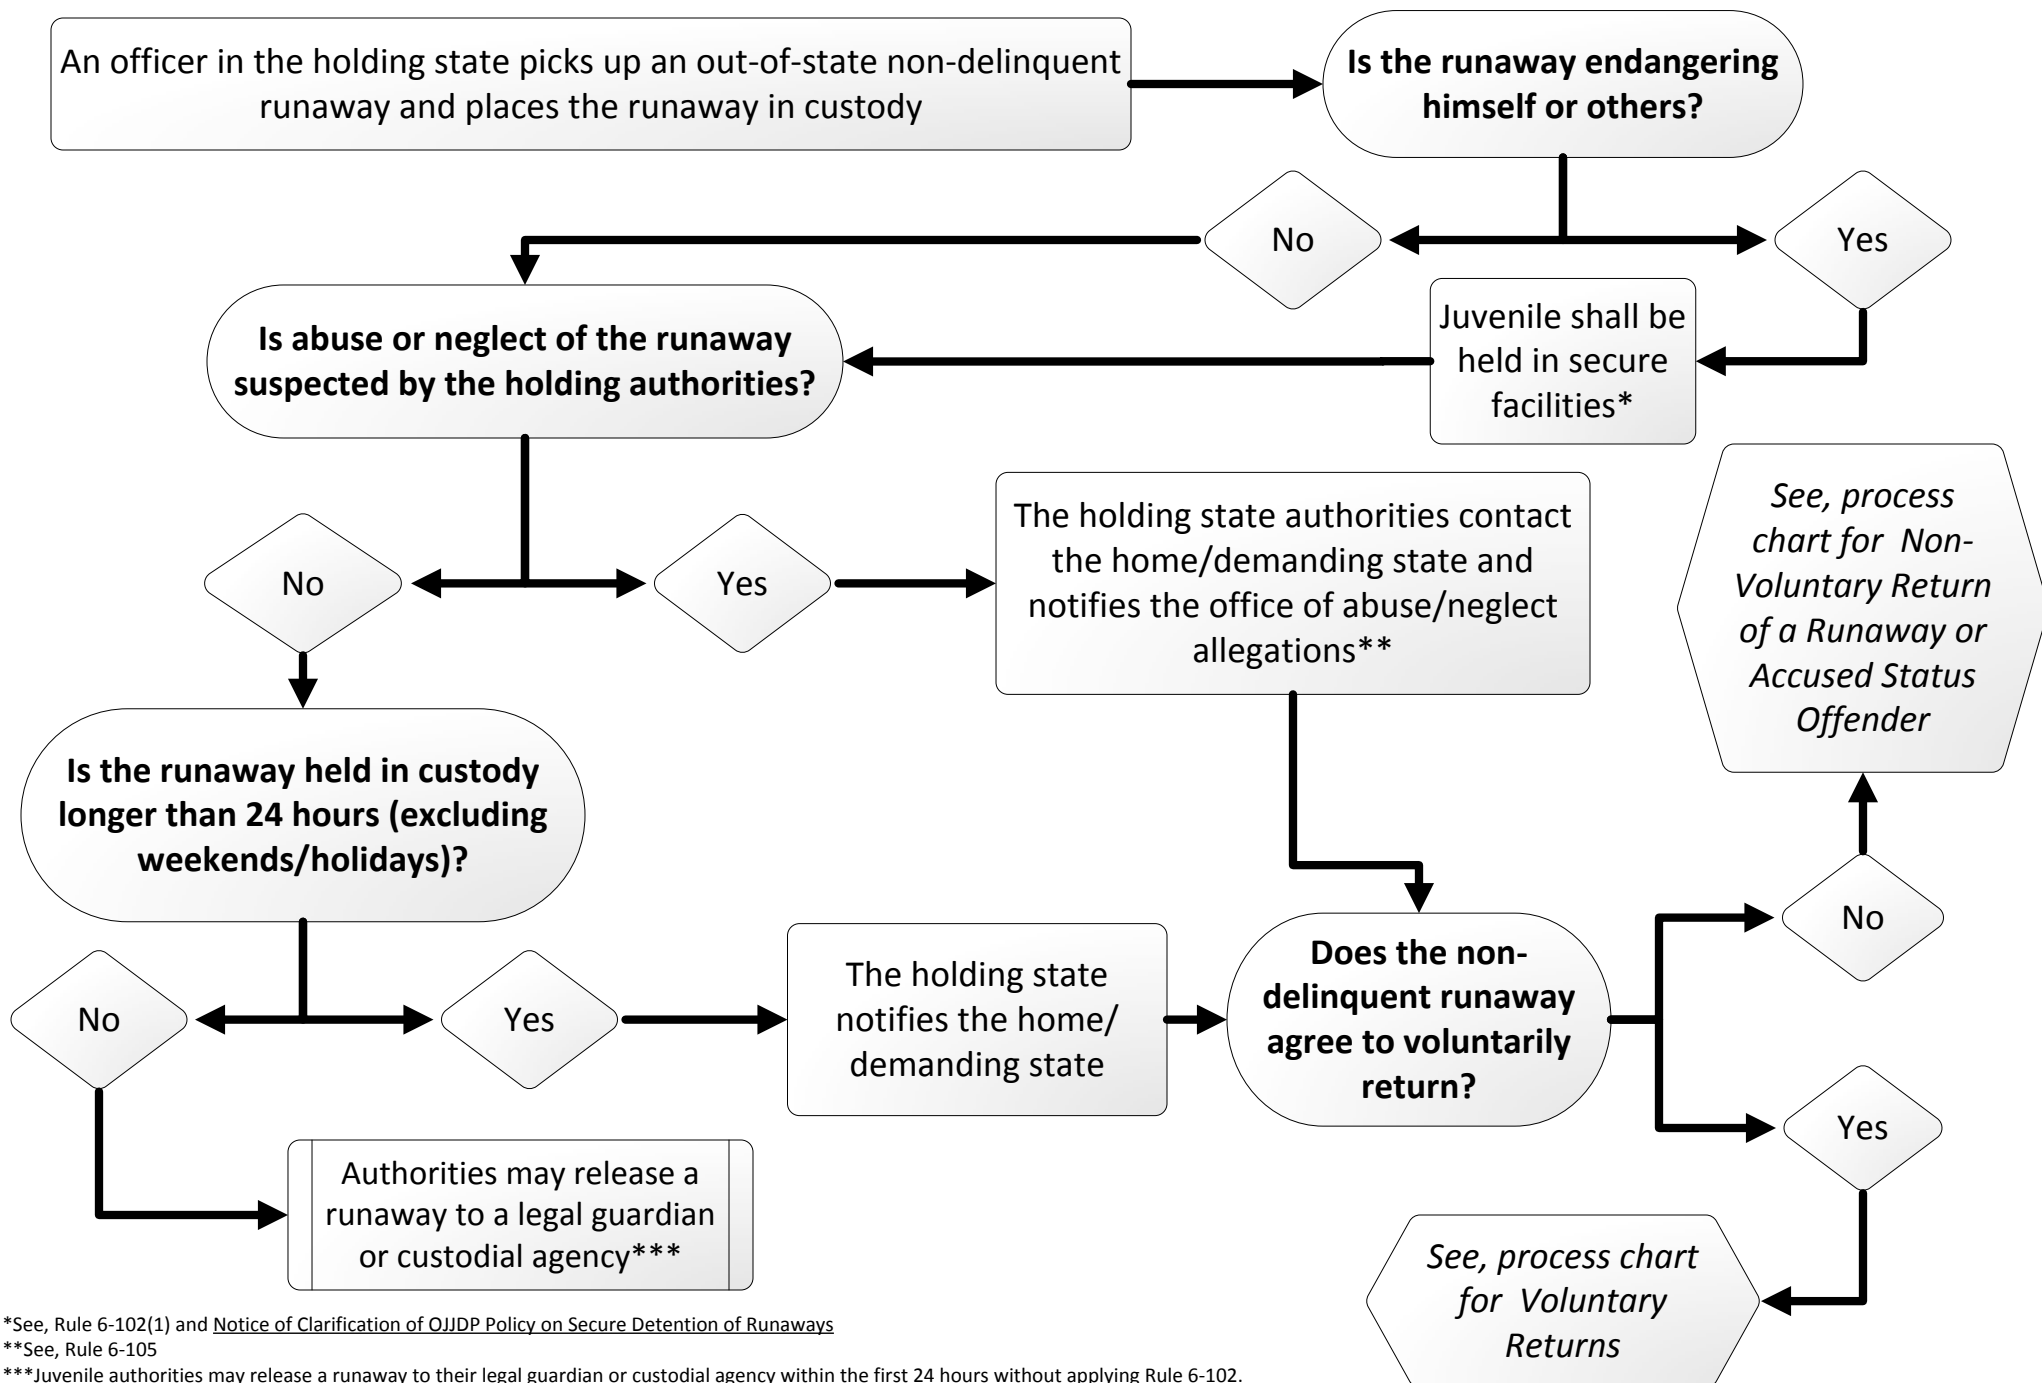 An officer in the holding state picks up an out-of-state non-delinquent
runaway and places the runaway in custody
Is the runaway endangering
himself or others?
No
Yes
Juvenile shall be
held in secure
facilities*
Is abuse or neglect of the runaway
suspected by the holding authorities?
No
Yes
The holding state authorities contact
the home/demanding state and
notifies the office of abuse/neglect
allegations**
See, process
chart for Non-
Voluntary Return
of a Runaway or
Accused Status
Offender
Is the runaway held in custody
longer than 24 hours (excluding
weekends/holidays)?
No
Yes
The holding state
notifies the home/
demanding state
Does the non-
delinquent runaway
agree to voluntarily
return?
No
Yes
Authorities may release a
runaway to a legal guardian
or custodial agency***
See, process chart
for Voluntary
Returns
*See, Rule 6-102(1) and Notice of Clarification of OJJDP Policy on Secure Detention of Runaways
**See, Rule 6-105
***Juvenile authorities may release a runaway to their legal guardian or custodial agency within the first 24 hours without applying Rule 6-102.